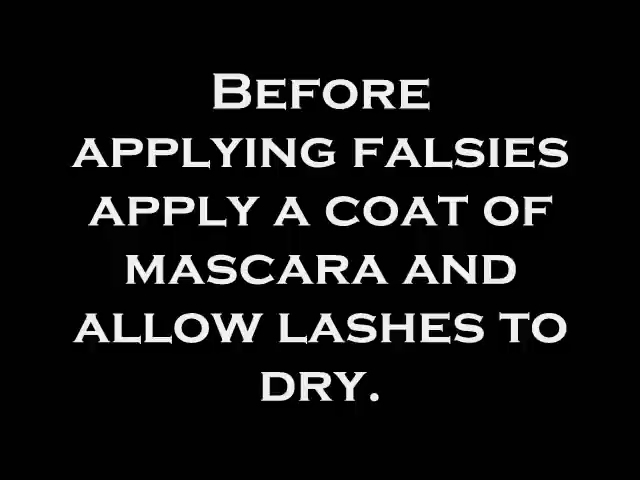 Before
applying falsies
apply a coat of
mascara and
allow lashes to
dry.